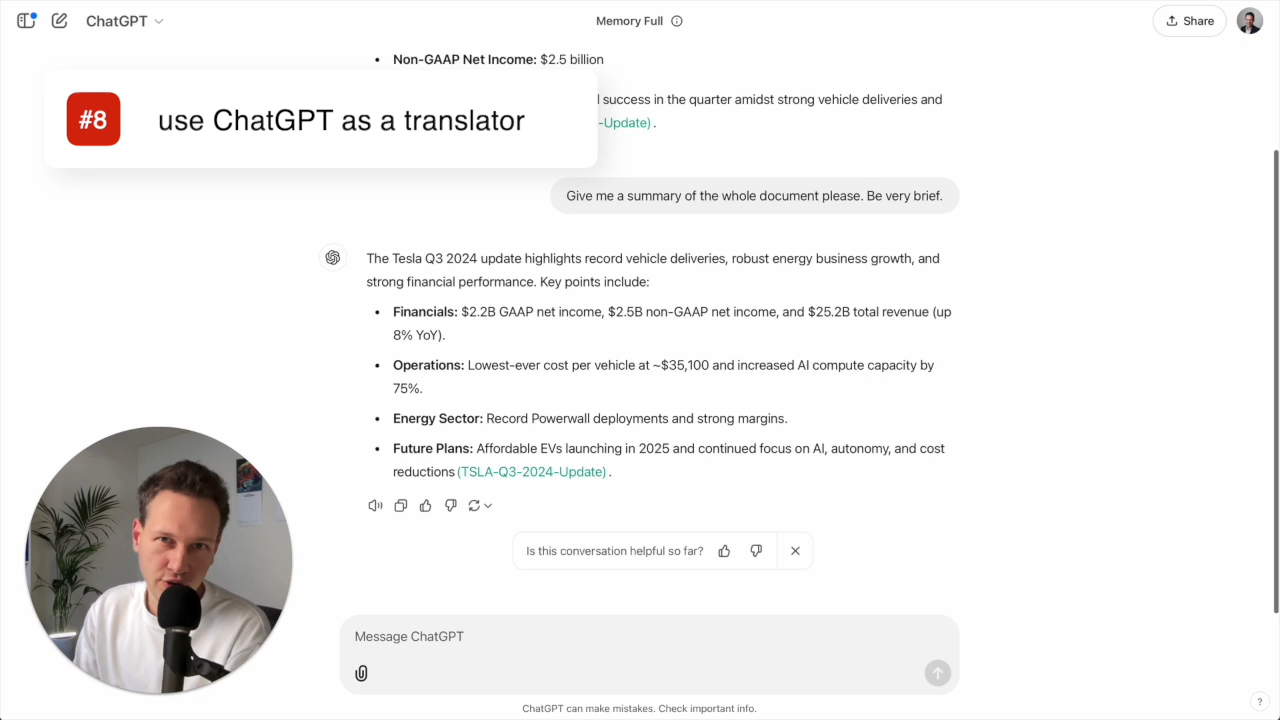 ChatGPT
Memory Full
Share
Non-GAAP Net Income: $2.5 billion
#8
use ChatGPT as a translator
success in the quarter amidst strong vehicle deliveries and
-Update).
Give me a summary of the whole document please. Be very brief.
The Tesla Q3 2024 update highlights record vehicle deliveries, robust energy business growth, and
strong financial performance. Key points include:
• Financials: $2.2B GAAP net income, $2.5B non-GAAP net income, and $25.2B total revenue (up
8% YoY).
• Operations: Lowest-ever cost per vehicle at ~$35,100 and increased AI compute capacity by
75%.
• Energy Sector: Record Powerwall deployments and strong margins.
• Future Plans: Affordable EVs launching in 2025 and continued focus on AI, autonomy, and cost
reductions (TSLA-Q3-2024-Update).
Is this conversation helpful so far?
Message ChatGPT
ChatGPT can make mistakes. Check important info.
?